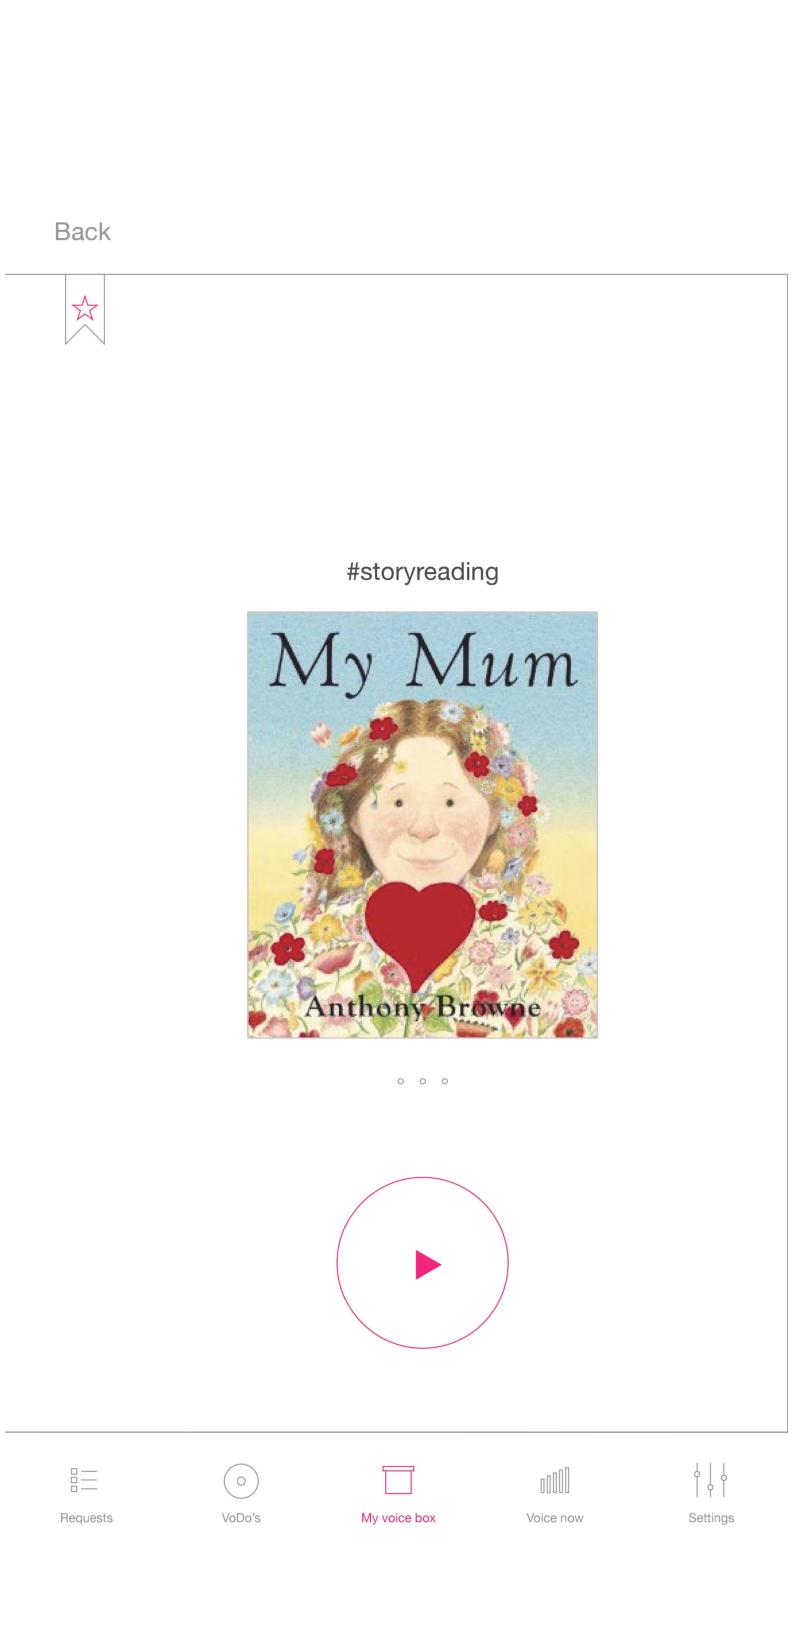 Back
#storyreading
My Mum
Anthony Browne
Requests
VoDo's
My voice box
Voice now
Settings